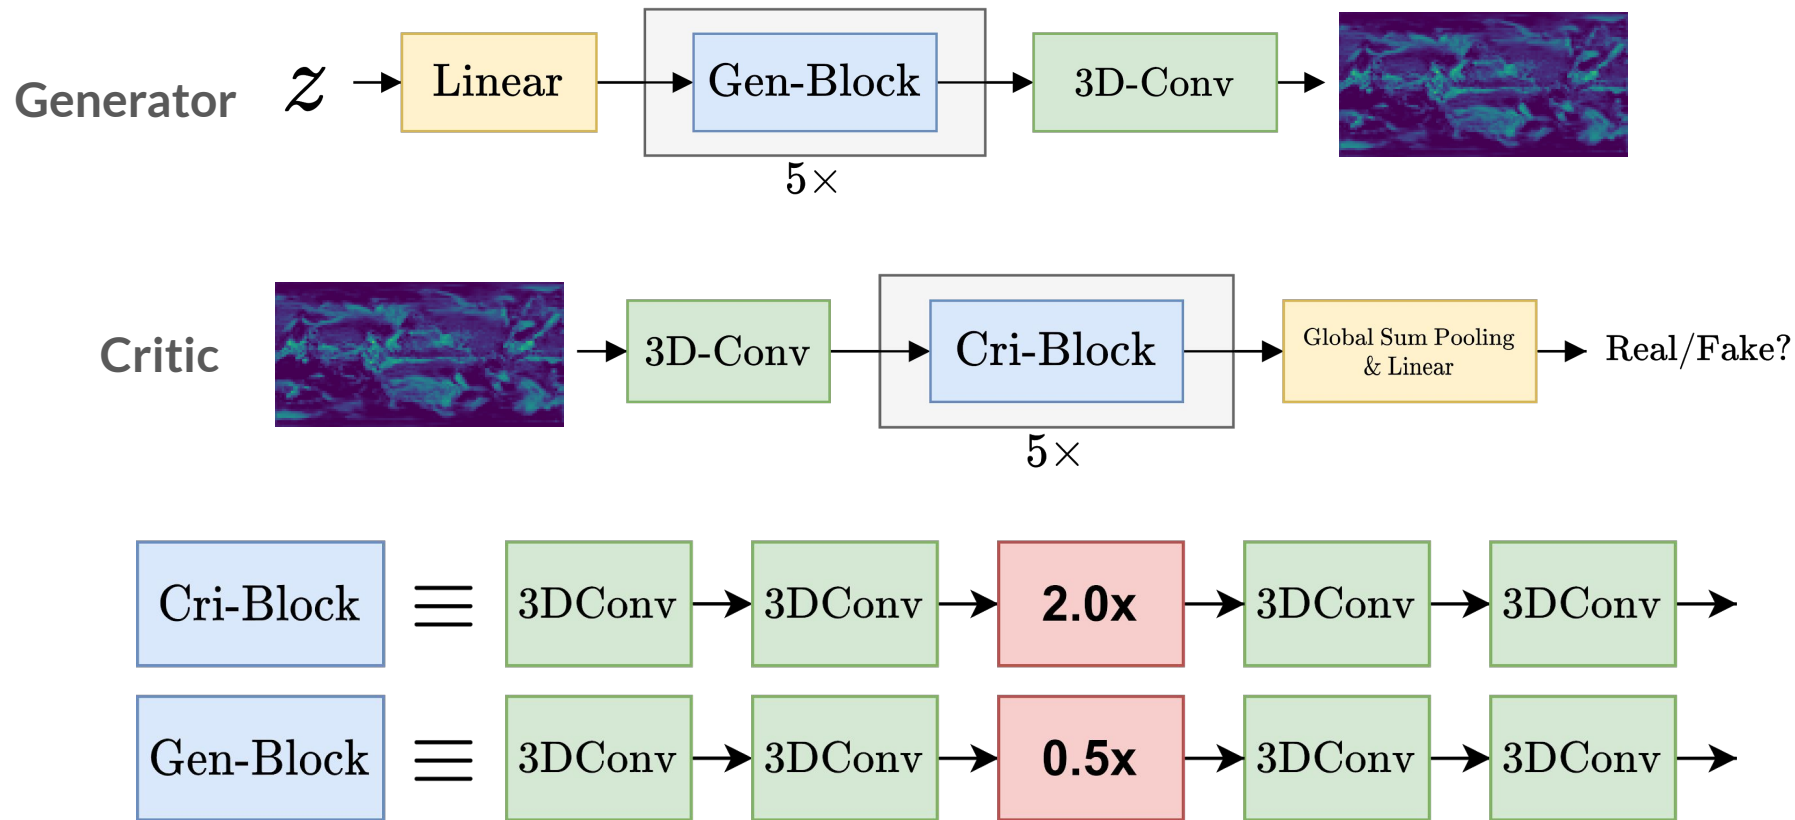 Generator z Linear Gen-Block 3D-Conv
5×
Critic 3D-Conv Cri-Block Global Sum Pooling
& Linear Real/Fake?
5×
Cri-Block ≡ 3DConv 3DConv 2.0x 3DConv 3DConv
Gen-Block ≡ 3DConv 3DConv 0.5x 3DConv 3DConv